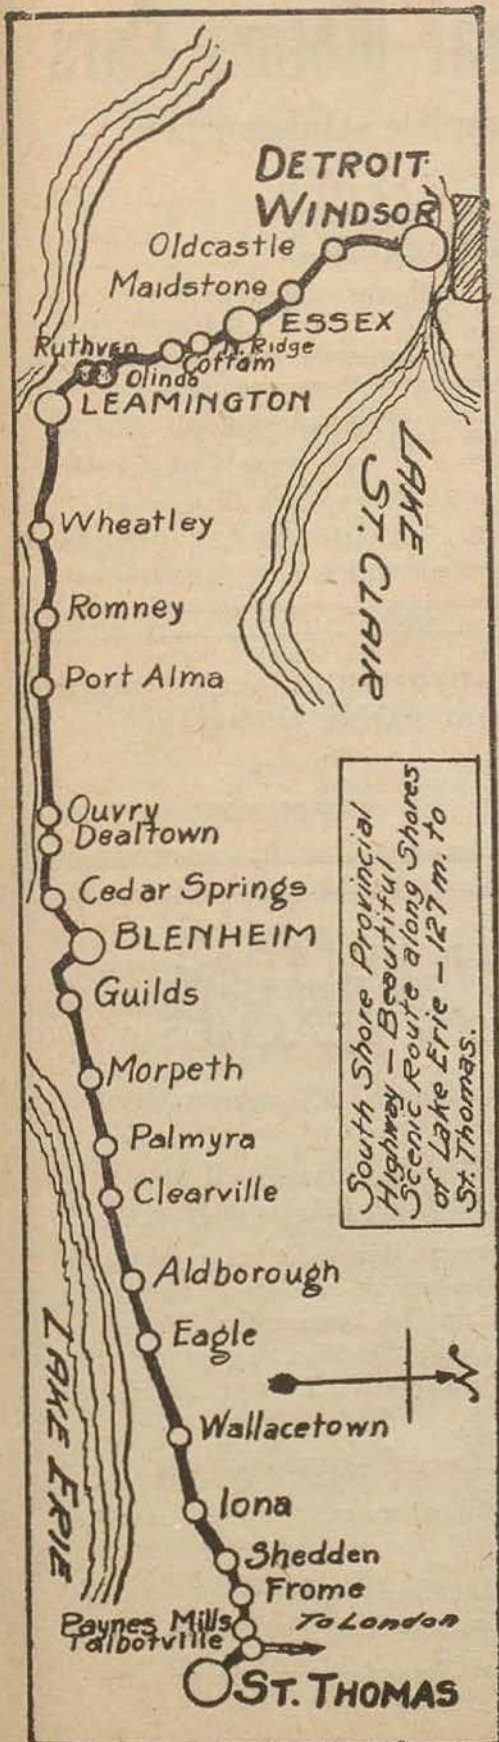 DETROIT
WINDSOR
Oldcastle
Maidstone
ESSEX
N. Ridge
Cottam
Ruthven
Olinda
LEAMINGTON
LAKE
ST. CLAIR
Wheatley
Romney
Port Alma
Ouvry
Dealtown
Cedar Springs
BLENHEIM
Guilds
South Shore Provincial
Highway – Beautiful
Scenic Route along Shores
of Lake Erie – 127 m. to
St. Thomas.
Morpeth
Palmyra
Clearville
Aldborough
Eagle
N
LAKE ERIE
Wallacetown
Iona
Shedden
Frome
Paynes Mills
To London
Talbotville
ST. THOMAS